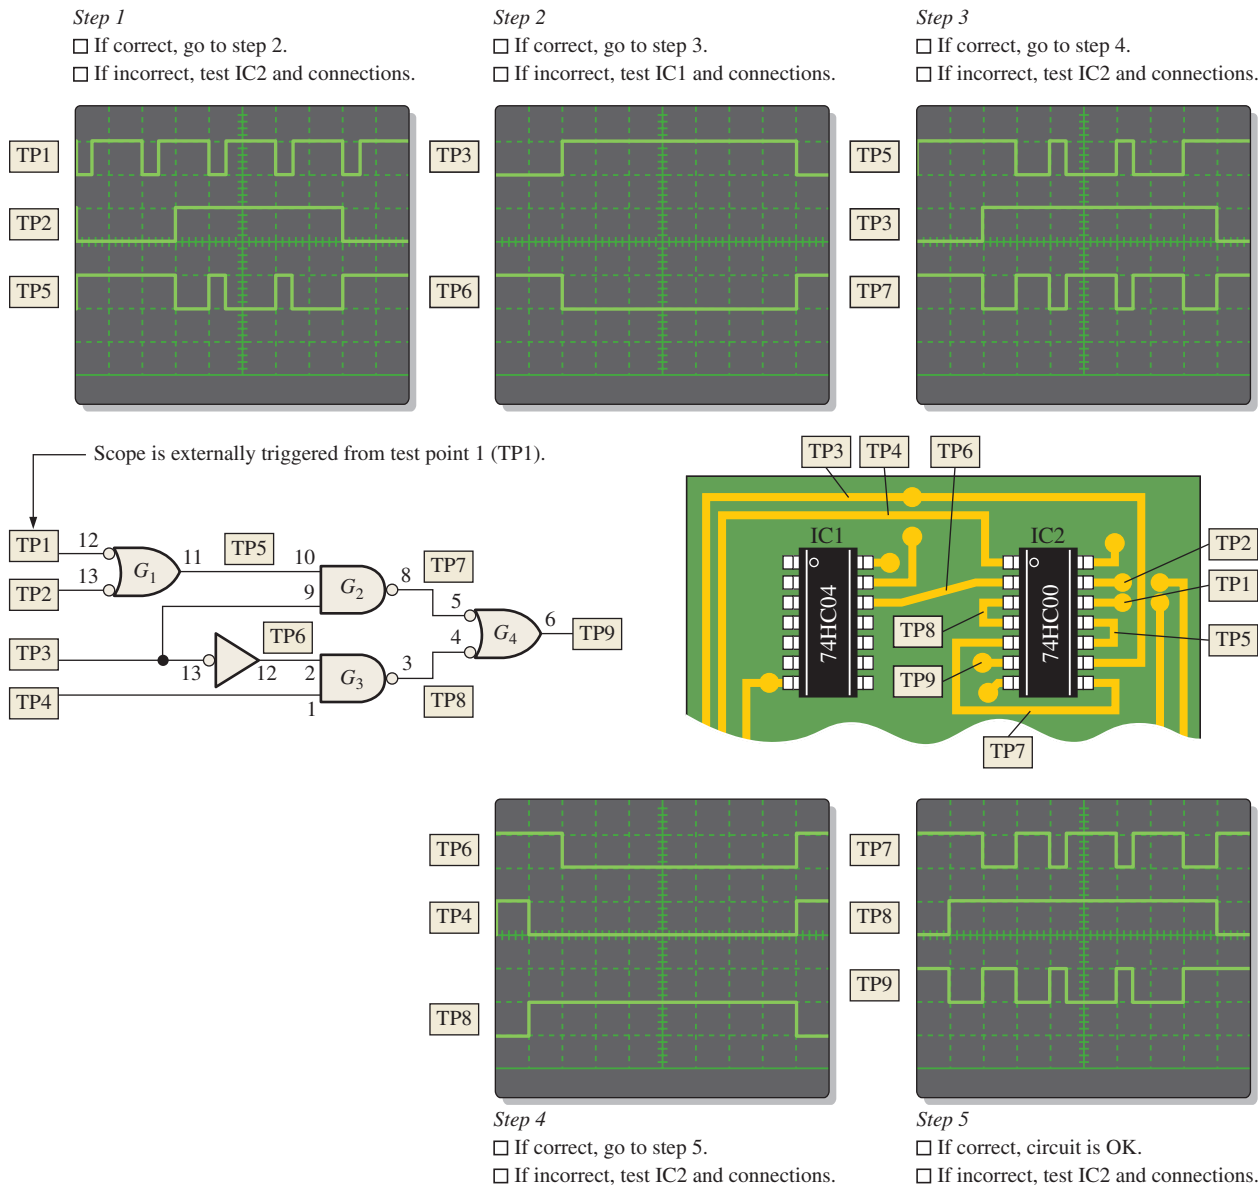 Step 1
□ If correct, go to step 2.
□ If incorrect, test IC2 and connections.
TP1
TP2
TP5
Step 2
□ If correct, go to step 3.
□ If incorrect, test IC1 and connections.
TP3
TP6
Step 3
□ If correct, go to step 4.
□ If incorrect, test IC2 and connections.
TP5
TP3
TP7
Scope is externally triggered from test point 1 (TP1).
TP1
12
11
TP5
10
G1
TP2
13
8
TP7
G2
9
5
6
TP9
G4
4
TP3
TP6
13
12
2
3
G3
TP4
1
TP8
TP3
TP4
TP6
IC1
IC2
TP2
TP1
74HC04
74HC00
TP8
TP5
TP9
TP7
TP6
TP4
TP8
Step 4
□ If correct, go to step 5.
□ If incorrect, test IC2 and connections.
TP7
TP8
TP9
Step 5
□ If correct, circuit is OK.
□ If incorrect, test IC2 and connections.